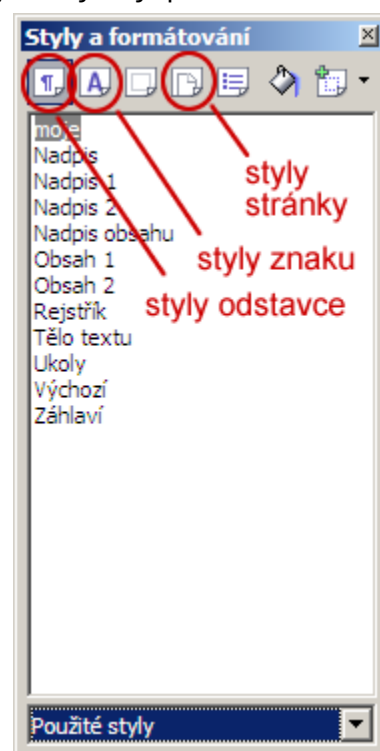 Styly a formátování
moje
Nadpis
Nadpis 1
Nadpis 2
Nadpis obsahu
Obsah 1
Obsah 2
Rejstřík
Tělo textu
Ukoly
Výchozí
Záhlaví
styly
stránky
styly znaku
styly odstavce
Použité styly